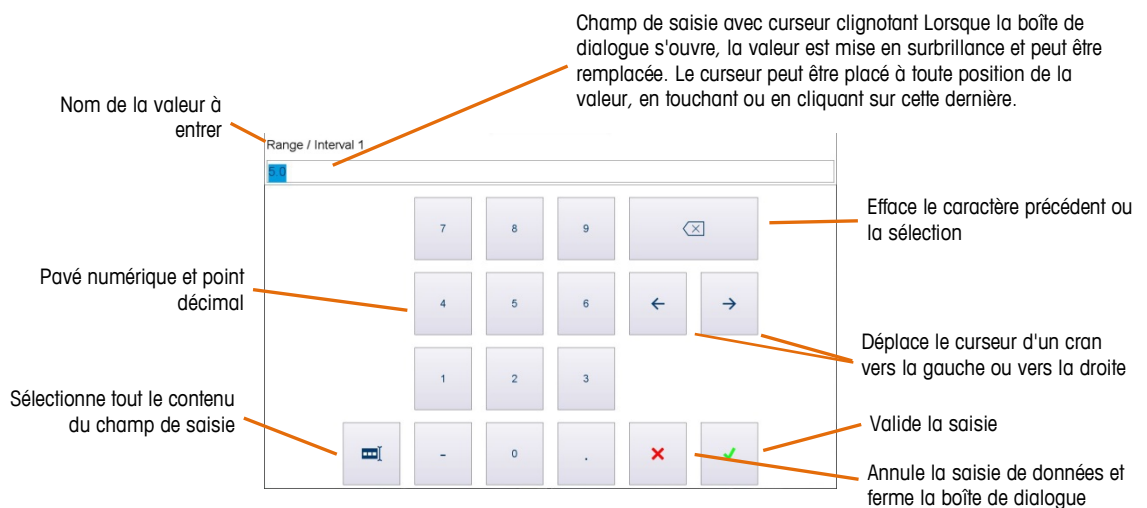 Champ de saisie avec curseur clignotant Lorsque la boîte de
dialogue s'ouvre, la valeur est mise en surbrillance et peut être
remplacée. Le curseur peut être placé à toute position de la
valeur, en touchant ou en cliquant sur cette dernière.
Nom de la valeur à
entrer
Range / Interval 1
5.0
7 8 9
Efface le caractère précédent ou
la sélection
Pavé numérique et point
décimal
4 5 6
Déplace le curseur d'un cran
vers la gauche ou vers la droite
1 2 3
Sélectionne tout le contenu
du champ de saisie
- 0 .
Valide la saisie
Annule la saisie de données et
ferme la boîte de dialogue